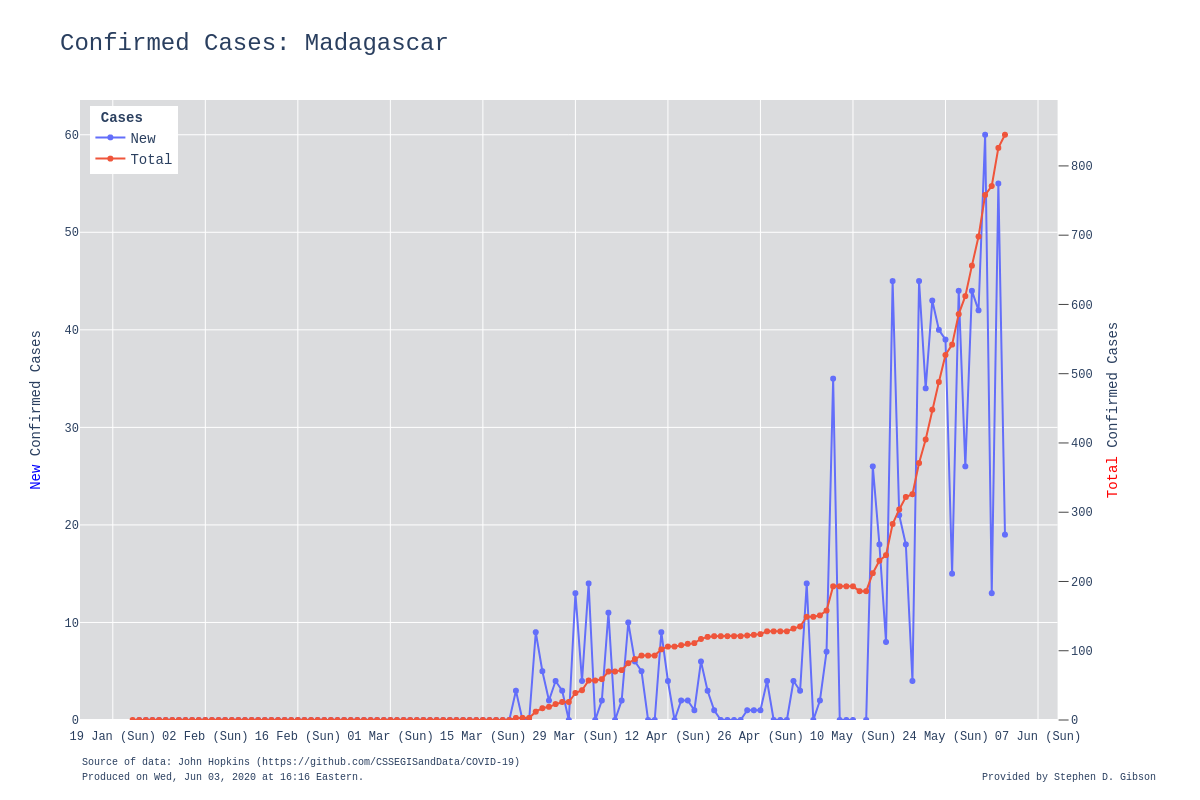 Confirmed Cases: Madagascar
Cases
New
Total
60
50
40
30
20
10
0
800
700
600
500
400
300
200
100
0
New Confirmed Cases
Total Confirmed Cases
19 Jan (Sun) 02 Feb (Sun) 16 Feb (Sun) 01 Mar (Sun) 15 Mar (Sun) 29 Mar (Sun) 12 Apr (Sun) 26 Apr (Sun) 10 May (Sun) 24 May (Sun) 07 Jun (Sun)
Source of data: John Hopkins (https://github.com/CSSEGISandData/COVID-19)
Produced on Wed, Jun 03, 2020 at 16:16 Eastern.
Provided by Stephen D. Gibson